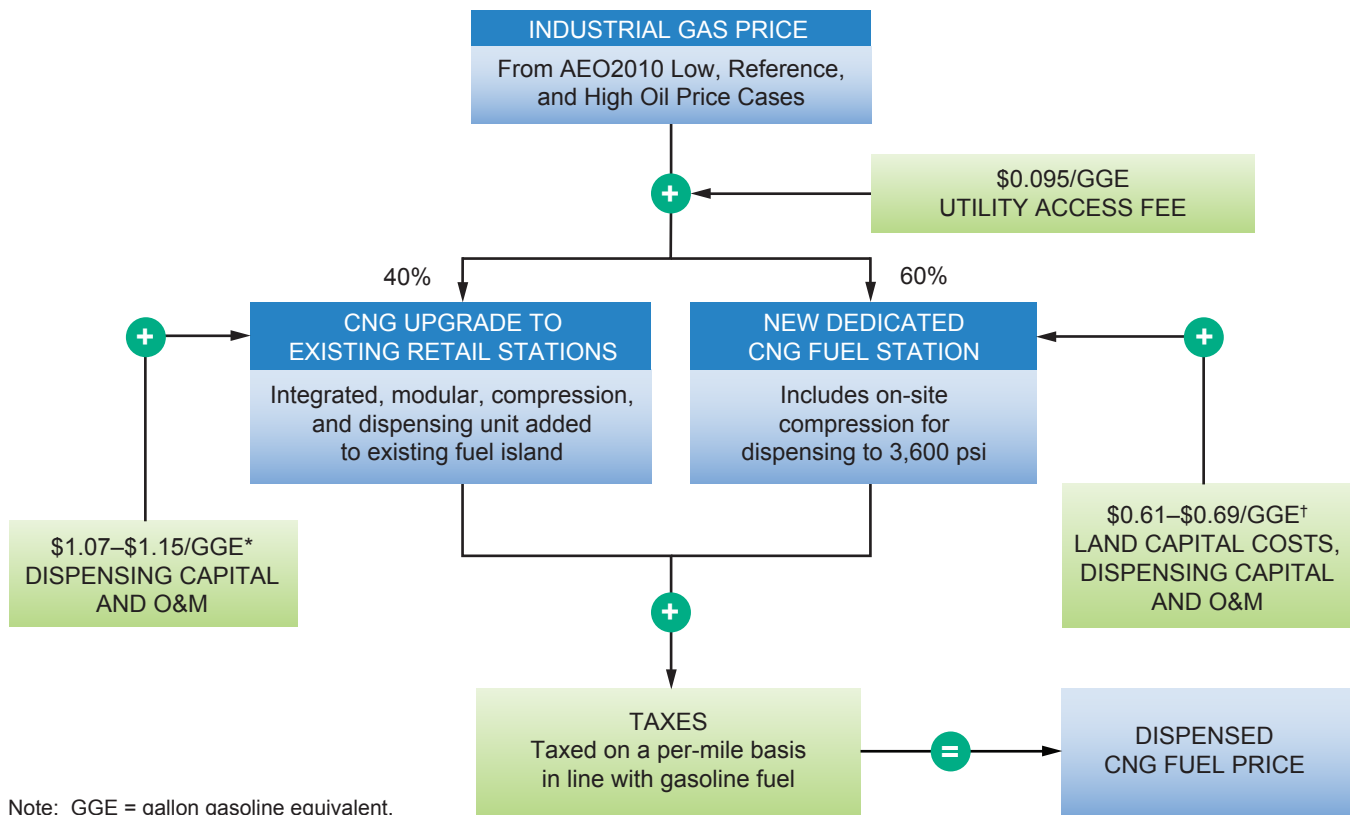 INDUSTRIAL GAS PRICE
From AEO2010 Low, Reference,
and High Oil Price Cases
+
$0.095/GGE
UTILITY ACCESS FEE
40%
60%
+
CNG UPGRADE TO
EXISTING RETAIL STATIONS
Integrated, modular, compression,
and dispensing unit added
to existing fuel island
NEW DEDICATED
CNG FUEL STATION
Includes on-site
compression for
dispensing to 3,600 psi
+
$1.07–$1.15/GGE*
DISPENSING CAPITAL
AND O&M
$0.61–$0.69/GGE†
LAND CAPITAL COSTS,
DISPENSING CAPITAL
AND O&M
+
TAXES
Taxed on a per-mile basis
in line with gasoline fuel
=
DISPENSED
CNG FUEL PRICE
Note: GGE = gallon gasoline equivalent.